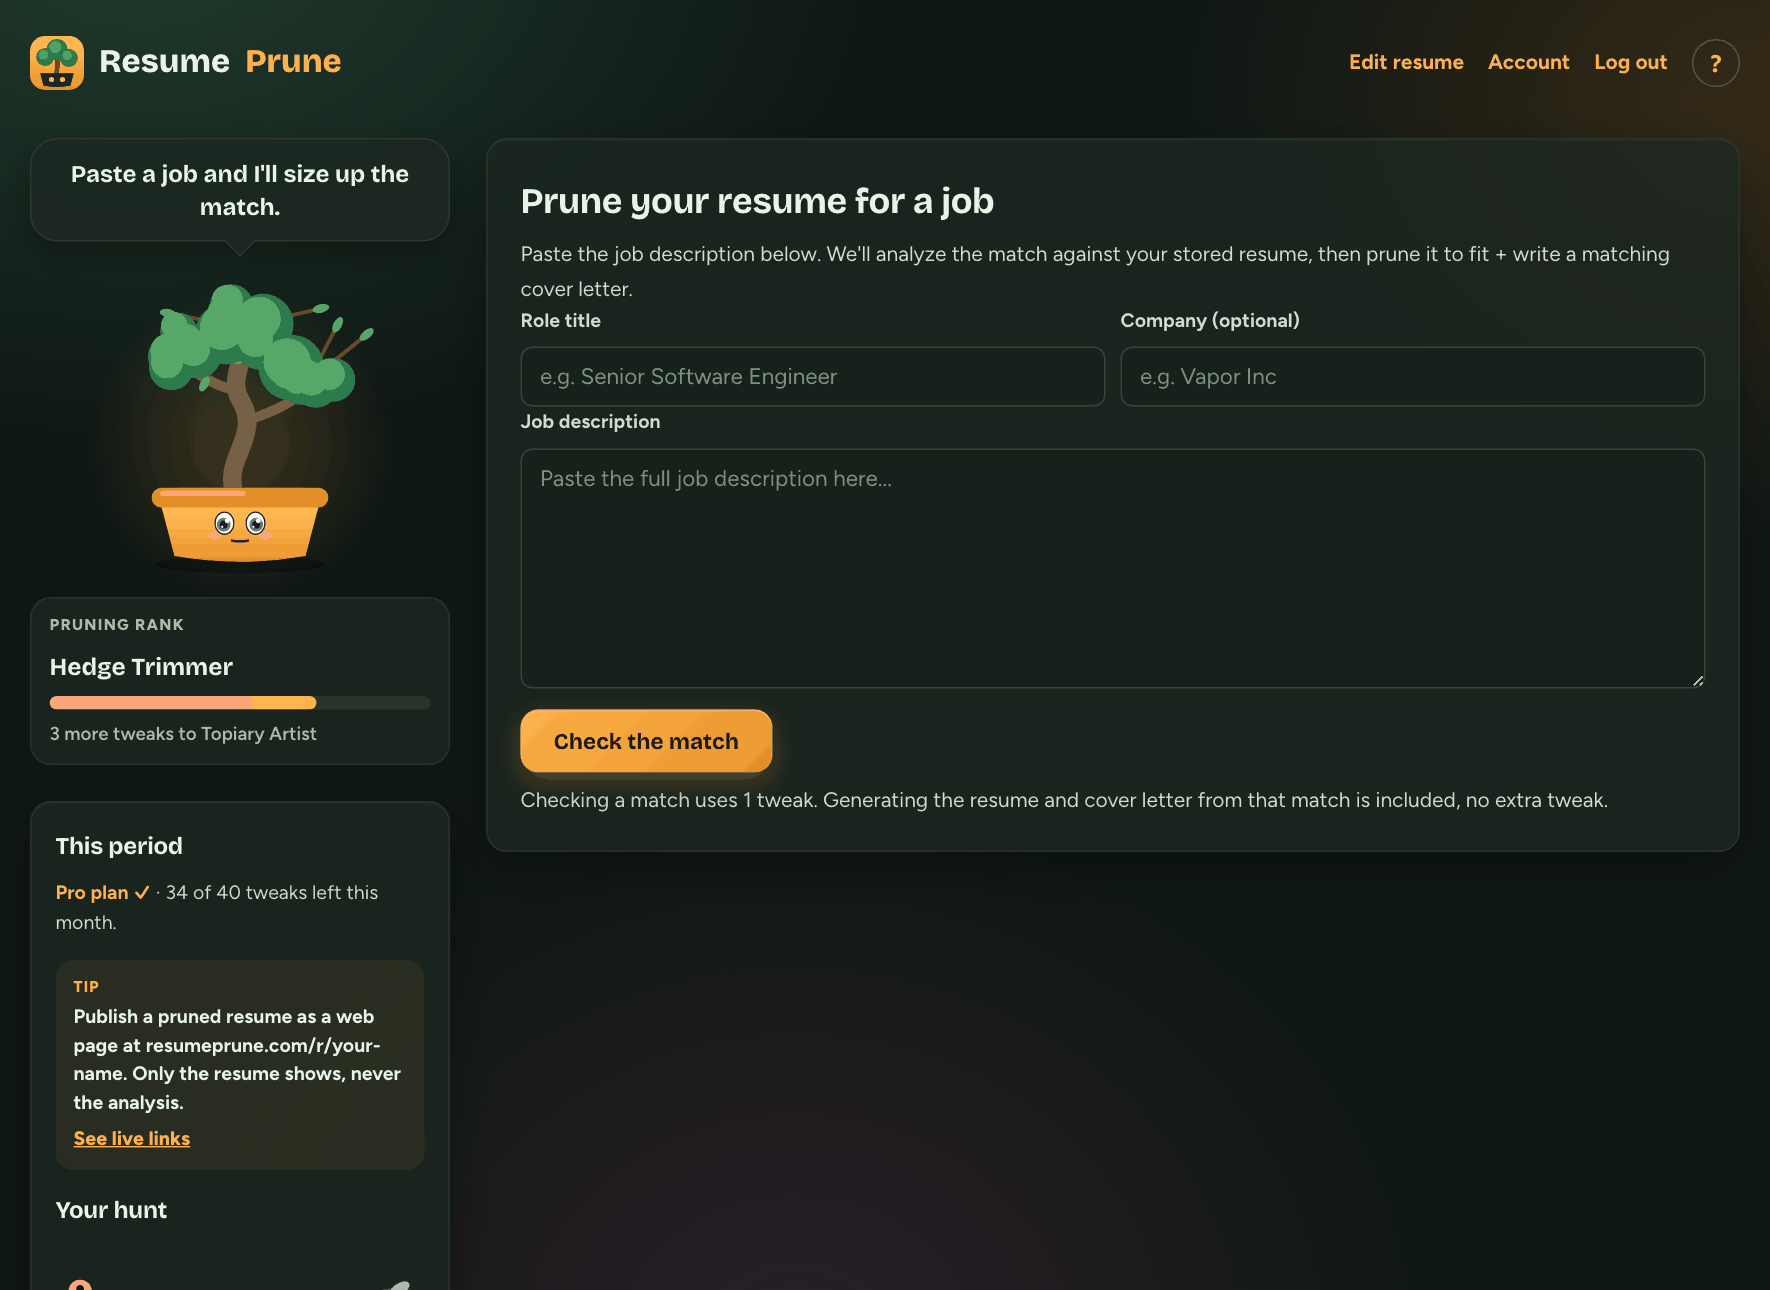 Resume Prune
Edit resume Account Log out ?
Paste a job and I'll size up the
match.
PRUNING RANK
Hedge Trimmer
3 more tweaks to Topiary Artist
This period
Pro plan ✓ · 34 of 40 tweaks left this
month.
TIP
Publish a pruned resume as a web
page at resumeprune.com/r/your-
name. Only the resume shows, never
the analysis.
See live links
Your hunt
Prune your resume for a job
Paste the job description below. We'll analyze the match against your stored resume, then prune it to fit + write a matching
cover letter.
Role title
e.g. Senior Software Engineer
Company (optional)
e.g. Vapor Inc
Job description
Paste the full job description here...
Check the match
Checking a match uses 1 tweak. Generating the resume and cover letter from that match is included, no extra tweak.